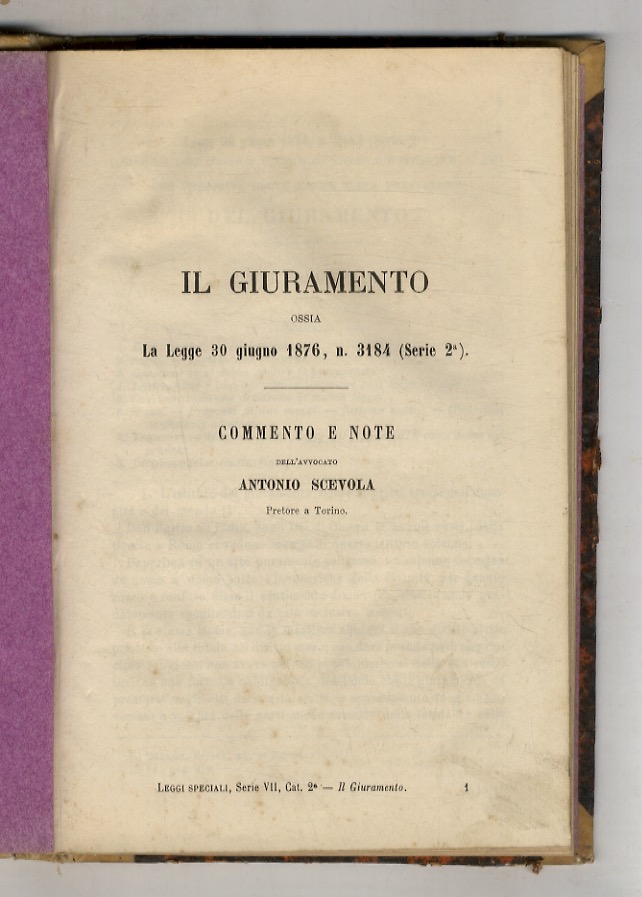 IL GIURAMENTO
OSSIA
La Legge 30 giugno 1876, n. 3184 (Serie 2ª).
COMMENTO E NOTE
DELL'AVVOCATO
ANTONIO SCEVOLA
Pretore a Torino.
LEGGI SPECIALI, Serie VII, Cat. 2ª — Il Giuramento. 1